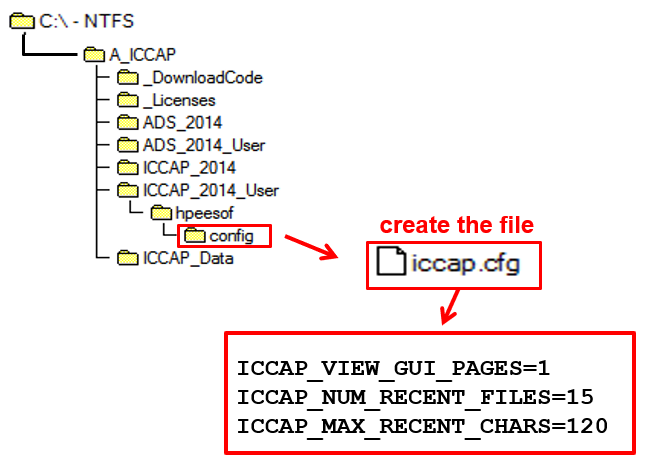 C:\ - NTFS
A_ICCAP
_DownloadCode
_Licenses
ADS_2014
ADS_2014_User
ICCAP_2014
ICCAP_2014_User
hpeesof
config
ICCAP_Data
create the file
iccap.cfg
ICCAP_VIEW_GUI_PAGES=1
ICCAP_NUM_RECENT_FILES=15
ICCAP_MAX_RECENT_CHARS=120